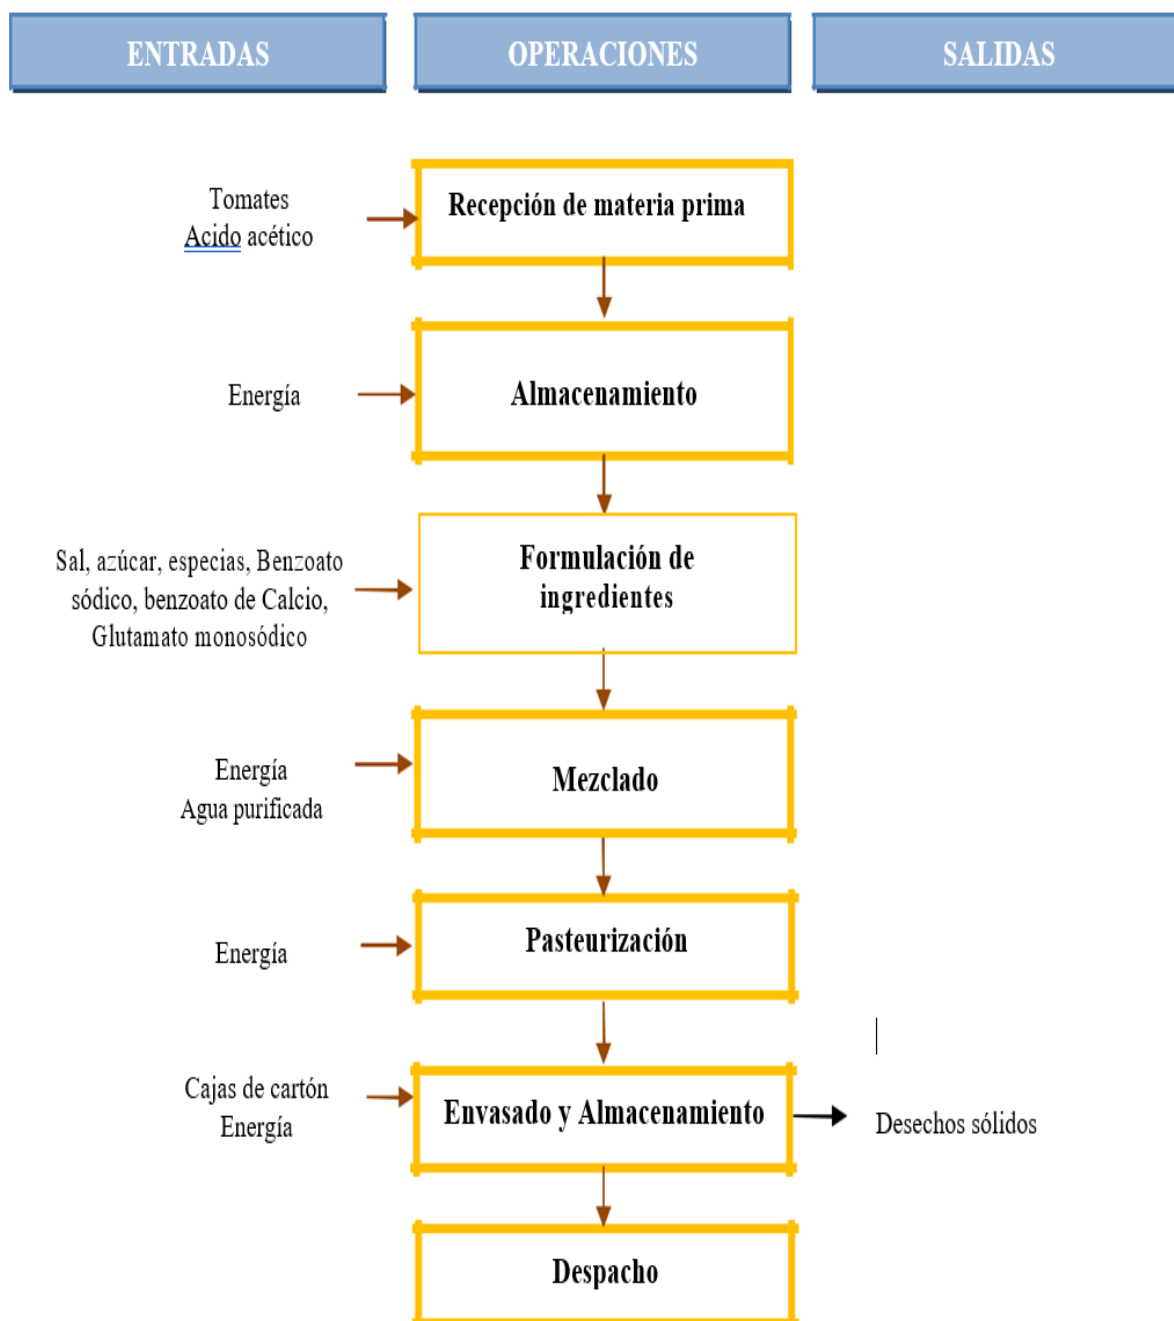 ENTRADAS
OPERACIONES
SALIDAS
Tomates
Acido acético
Recepción de materia prima
Energía
Almacenamiento
Sal, azúcar, especias, Benzoato
sódico, benzoato de Calcio,
Glutamato monosódico
Formulación de
ingredientes
Energía
Agua purificada
Mezclado
Energía
Pasteurización
Cajas de cartón
Energía
Envasado y Almacenamiento
Desechos sólidos
Despacho